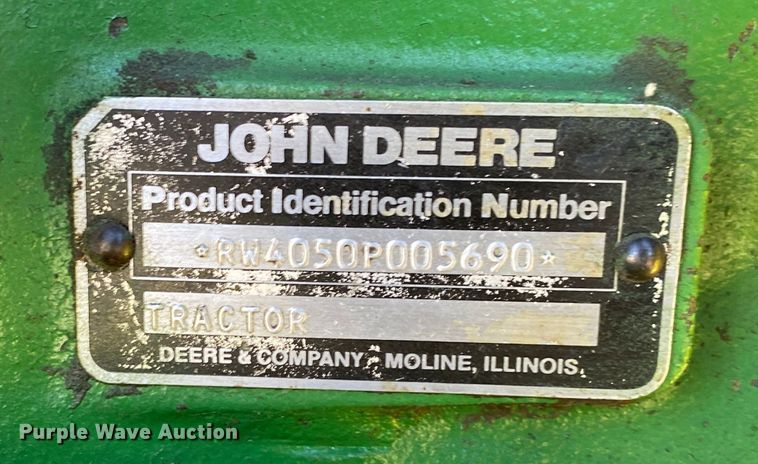 JOHN DEERE
Product Identification Number
*RW4050P005690*
TRACTOR
DEERE & COMPANY, MOLINE, ILLINOIS
Purple Wave Auction